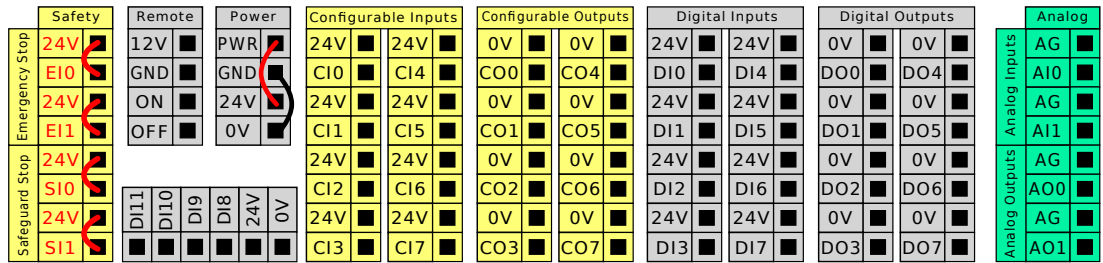 Safety
Emergency Stop
24V
EI0
24V
EI1
Safeguard Stop
24V
SI0
24V
SI1
Remote
12V
GND
ON
OFF
Power
PWR
GND
24V
0V
DI11 DI10 DI9 DI8 24V 0V
Configurable Inputs
24V 24V
CI0 CI4
24V 24V
CI1 CI5
24V 24V
CI2 CI6
24V 24V
CI3 CI7
Configurable Outputs
0V 0V
CO0 CO4
0V 0V
CO1 CO5
0V 0V
CO2 CO6
0V 0V
CO3 CO7
Digital Inputs
24V 24V
DI0 DI4
24V 24V
DI1 DI5
24V 24V
DI2 DI6
24V 24V
DI3 DI7
Digital Outputs
0V 0V
DO0 DO4
0V 0V
DO1 DO5
0V 0V
DO2 DO6
0V 0V
DO3 DO7
Analog
Analog Inputs
AG
AI0
AG
AI1
Analog Outputs
AG
AO0
AG
AO1